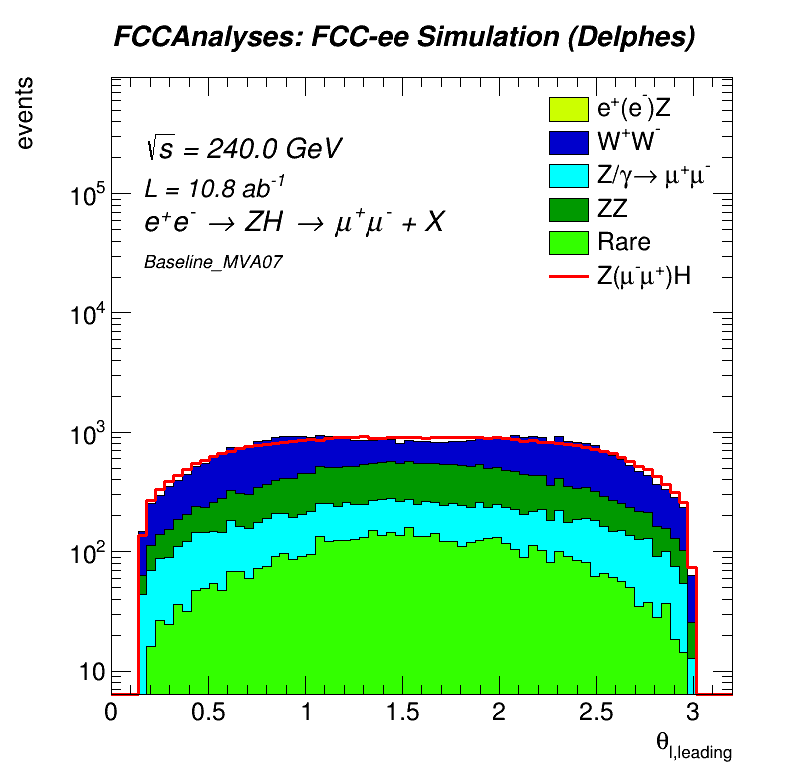 FCCAnalyses: FCC-ee Simulation (Delphes)
events
√s = 240.0 GeV
L = 10.8 ab⁻¹
e⁺e⁻ → ZH → μ⁺μ⁻ + X
Baseline_MVA07
e⁺(e⁻)Z
W⁺W⁻
Z/γ→ μ⁺μ⁻
ZZ
Rare
Z(μ⁻μ⁺)H
10⁵
10⁴
10³
10²
10
0 0.5 1 1.5 2 2.5 3
θ_l,leading